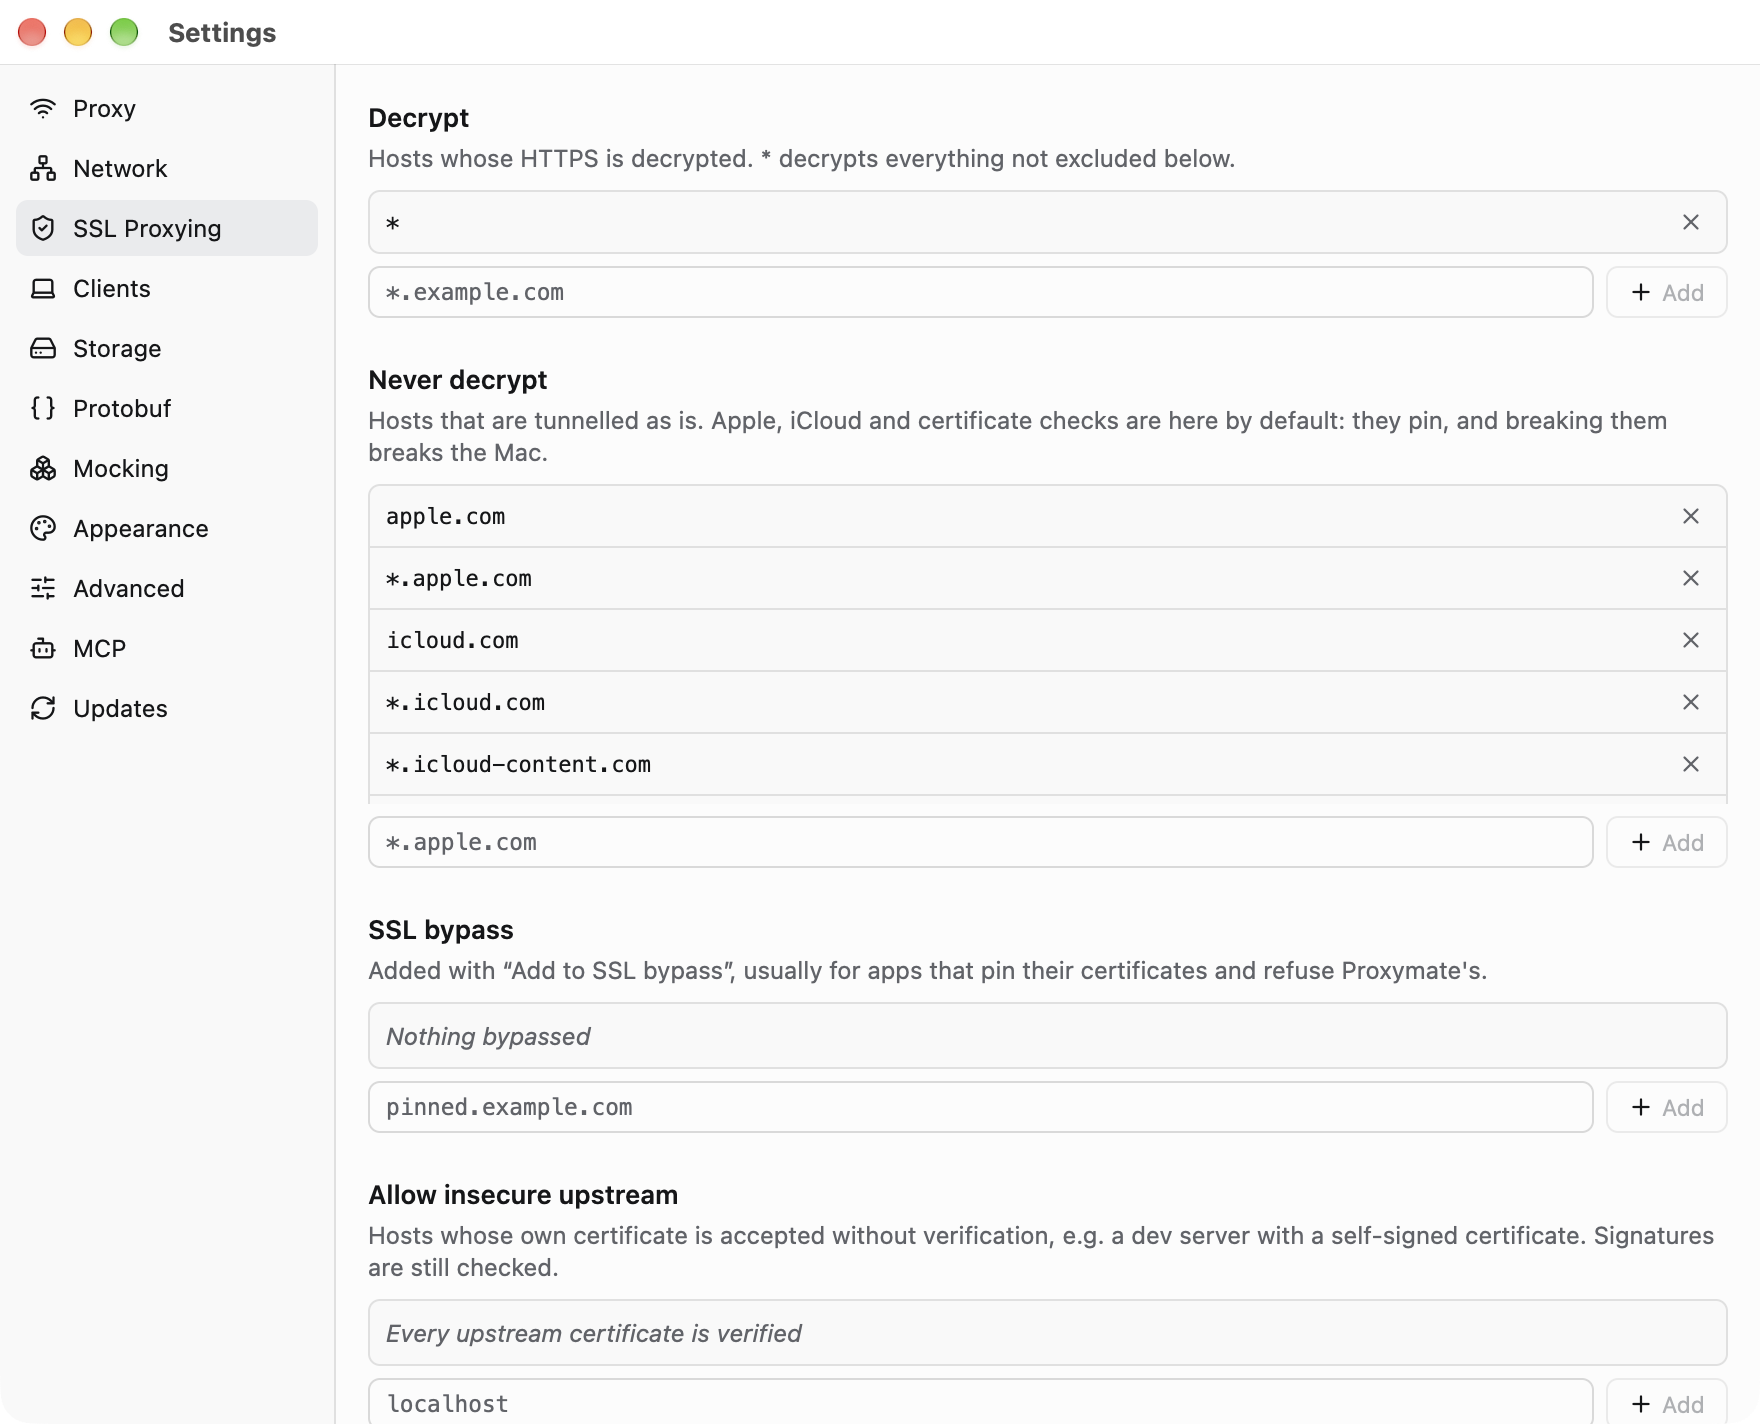 Settings
Proxy
Network
SSL Proxying
Clients
Storage
Protobuf
Mocking
Appearance
Advanced
MCP
Updates
Decrypt
Hosts whose HTTPS is decrypted. * decrypts everything not excluded below.
*
*.example.com
+ Add
Never decrypt
Hosts that are tunnelled as is. Apple, iCloud and certificate checks are here by default: they pin, and breaking them
breaks the Mac.
apple.com
*.apple.com
icloud.com
*.icloud.com
*.icloud-content.com
*.apple.com
+ Add
SSL bypass
Added with “Add to SSL bypass”, usually for apps that pin their certificates and refuse Proxymate's.
Nothing bypassed
pinned.example.com
+ Add
Allow insecure upstream
Hosts whose own certificate is accepted without verification, e.g. a dev server with a self-signed certificate. Signatures
are still checked.
Every upstream certificate is verified
localhost
+ Add